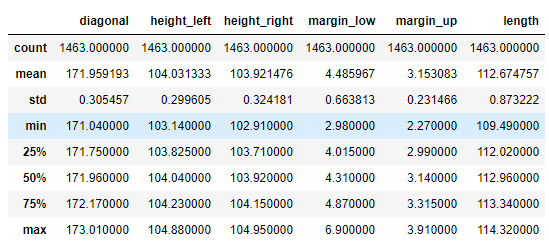 diagonal height_left height_right margin_low margin_up length
count 1463.000000 1463.000000 1463.000000 1463.000000 1463.000000 1463.000000
mean 171.959193 104.031333 103.921476 4.485967 3.153083 112.674757
std 0.305457 0.299605 0.324181 0.663813 0.231466 0.873222
min 171.040000 103.140000 102.910000 2.980000 2.270000 109.490000
25% 171.750000 103.825000 103.710000 4.015000 2.990000 112.020000
50% 171.960000 104.040000 103.920000 4.310000 3.140000 112.960000
75% 172.170000 104.230000 104.150000 4.870000 3.315000 113.340000
max 173.010000 104.880000 104.950000 6.900000 3.910000 114.320000